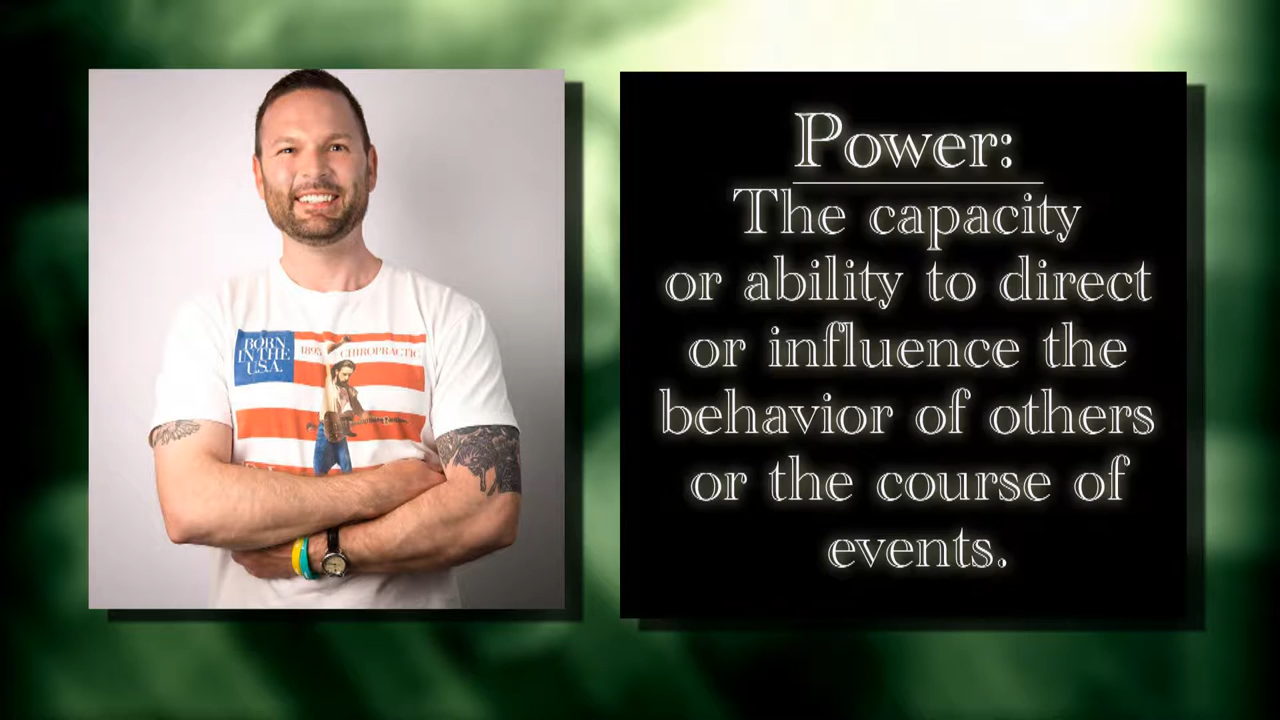 BORN
IN THE
U.S.A.
1895 CHIROPRACTIC
Power:
The capacity
or ability to direct
or influence the
behavior of others
or the course of
events.